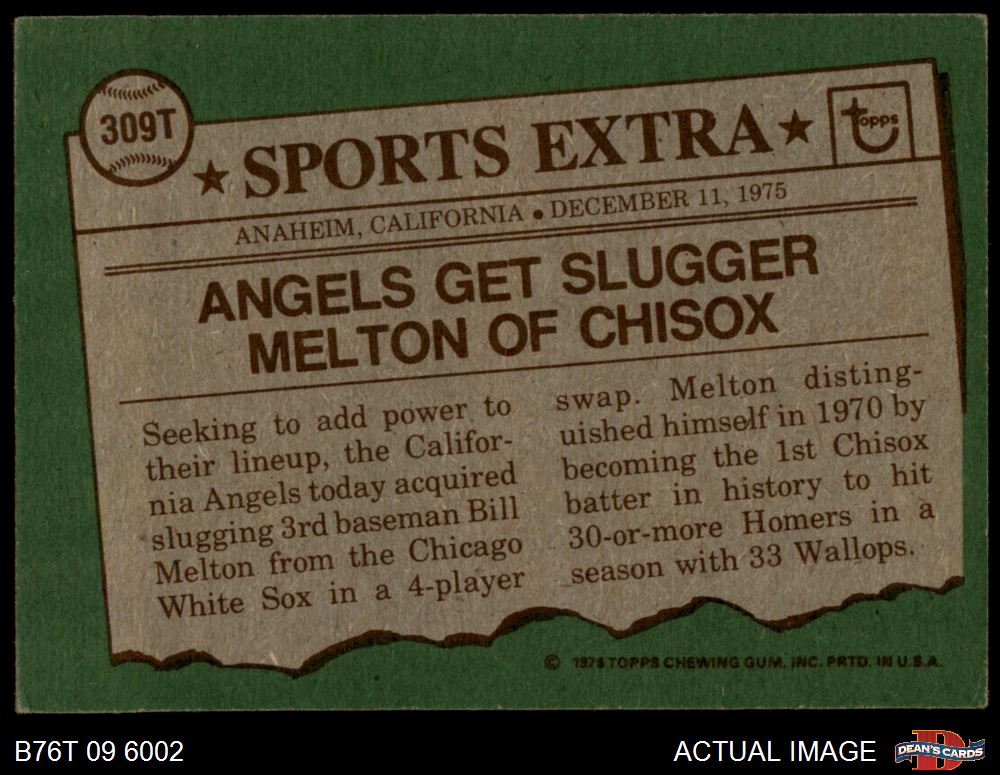 309T
★ SPORTS EXTRA ★
Topps
ANAHEIM, CALIFORNIA • DECEMBER 11, 1975
ANGELS GET SLUGGER
MELTON OF CHISOX
Seeking to add power to
their lineup, the Califor-
nia Angels today acquired
slugging 3rd baseman Bill
Melton from the Chicago
White Sox in a 4-player
swap. Melton disting-
uished himself in 1970 by
becoming the 1st Chisox
batter in history to hit
30-or-more Homers in a
season with 33 Wallops.
© 1976 TOPPS CHEWING GUM, INC. PRTD. IN U.S.A.
B76T 09 6002
ACTUAL IMAGE
D
DEAN'S CARDS